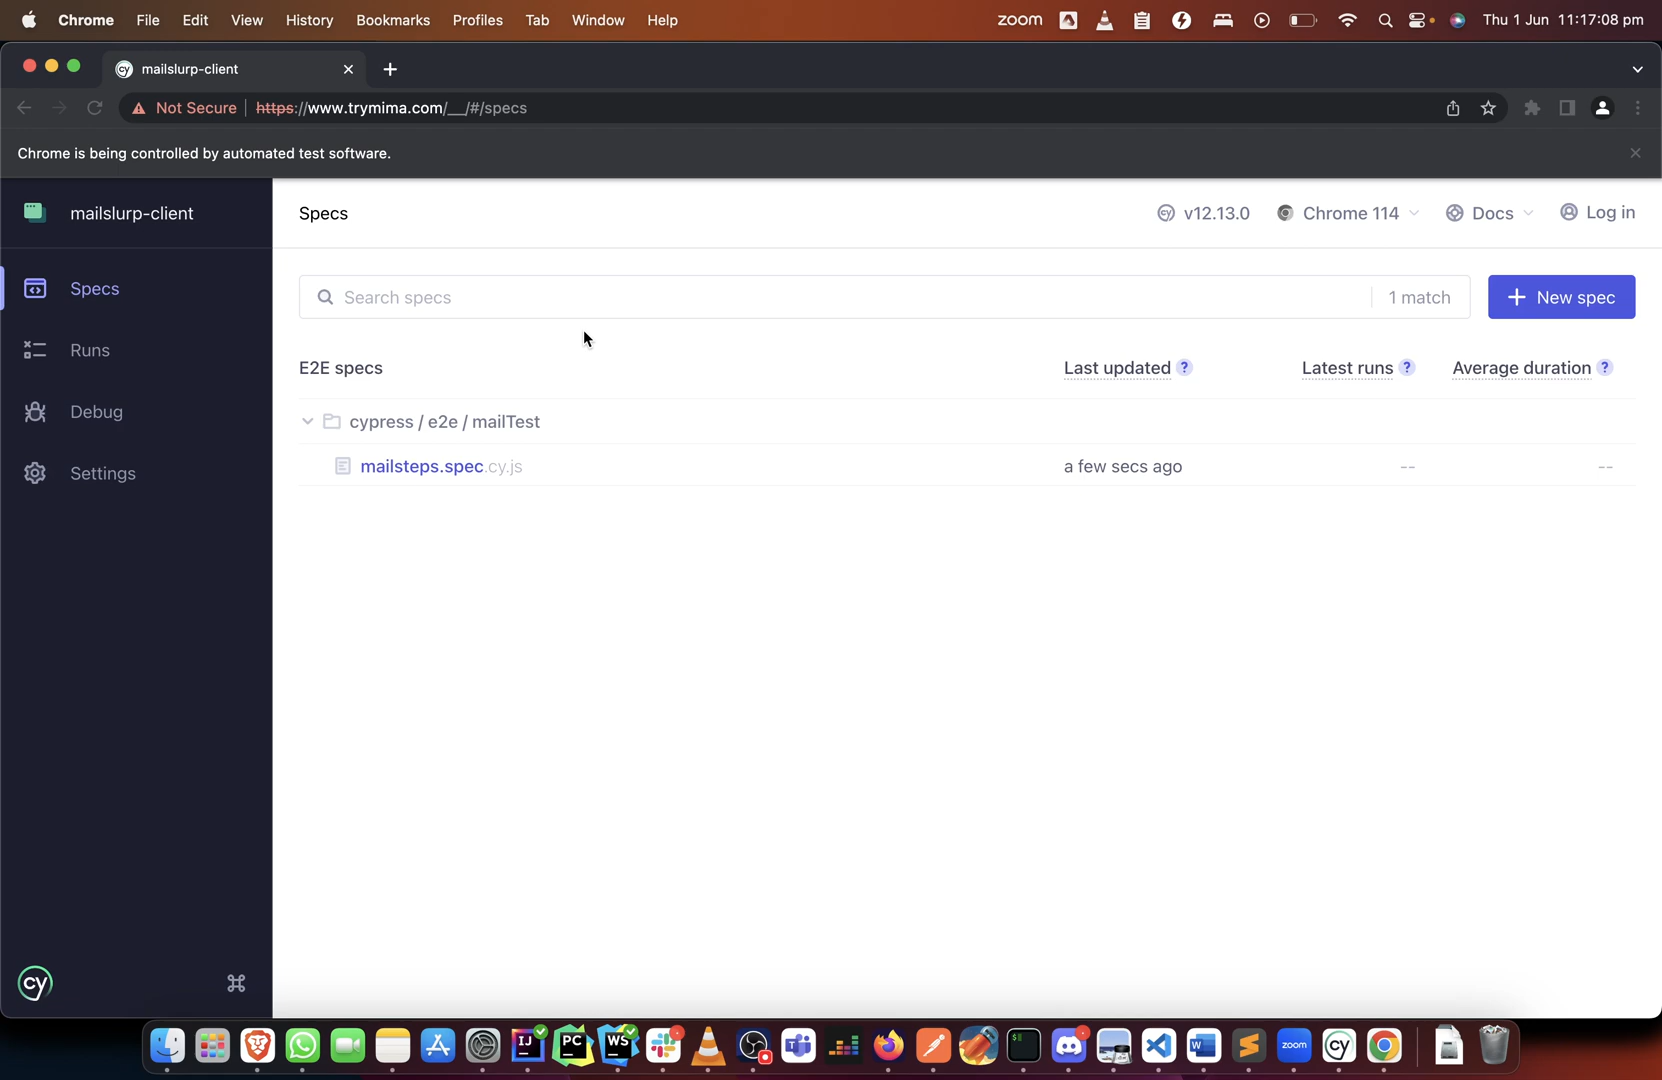 Chrome File Edit View History Bookmarks Profiles Tab Window Help zoom Thu 1 Jun 11:17:08 pm
mailslurp-client
Not Secure https://www.trymima.com/__/#/specs
Chrome is being controlled by automated test software.
mailslurp-client
Specs
v12.13.0 Chrome 114 Docs Log in
Specs
Runs
Debug
Settings
Search specs 1 match New spec
E2E specs Last updated ? Latest runs ? Average duration ?
cypress / e2e / mailTest
mailsteps.spec.cy.js a few secs ago -- --
cy
IJ PC WS W zoom cy